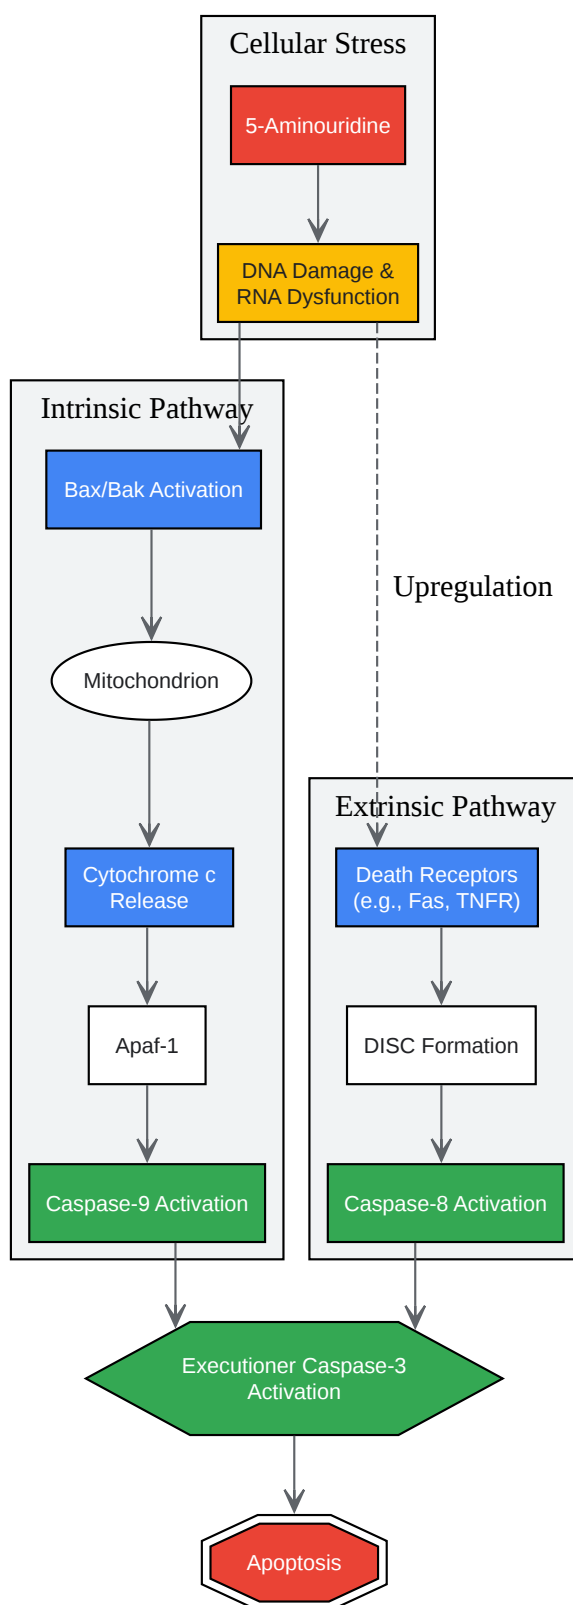 Cellular Stress
5-Aminouridine
DNA Damage &
RNA Dysfunction
Intrinsic Pathway
Bax/Bak Activation
Upregulation
Mitochondrion
Extrinsic Pathway
Cytochrome c
Release
Death Receptors
(e.g., Fas, TNFR)
Apaf-1
DISC Formation
Caspase-9 Activation
Caspase-8 Activation
Executioner Caspase-3
Activation
Apoptosis